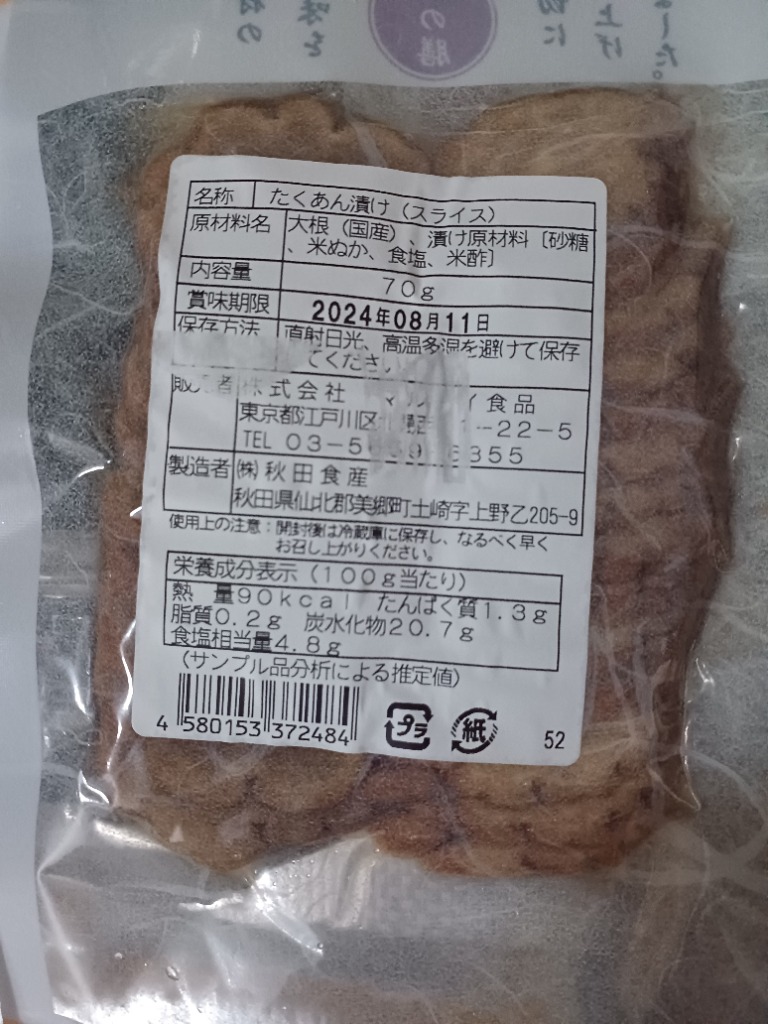 名称 たくあん漬け（スライス）
原材料名 大根（国産）、漬け原材料〔砂糖
、米ぬか、食塩、米酢〕
内容量 70g
賞味期限 2024年08月11日
保存方法 直射日光、高温多湿を避けて保存
てください
販 者 株式会社 イ食品
東京都江戸川区 -22-5
TEL 03-5 355
製造者 ㈱秋田食産
秋田県仙北郡美郷町土崎字上野乙205-9
使用上の注意：開封後は冷蔵庫に保存し、なるべく早く
お召し上がりください。
栄養成分表示（100g当たり）
熱 量90kcal たんぱく質1.3g
脂質0.2g 炭水化物20.7g
食塩相当量4.8g
（サンプル品分析による推定値）
4 580153 372484
プラ 紙 52